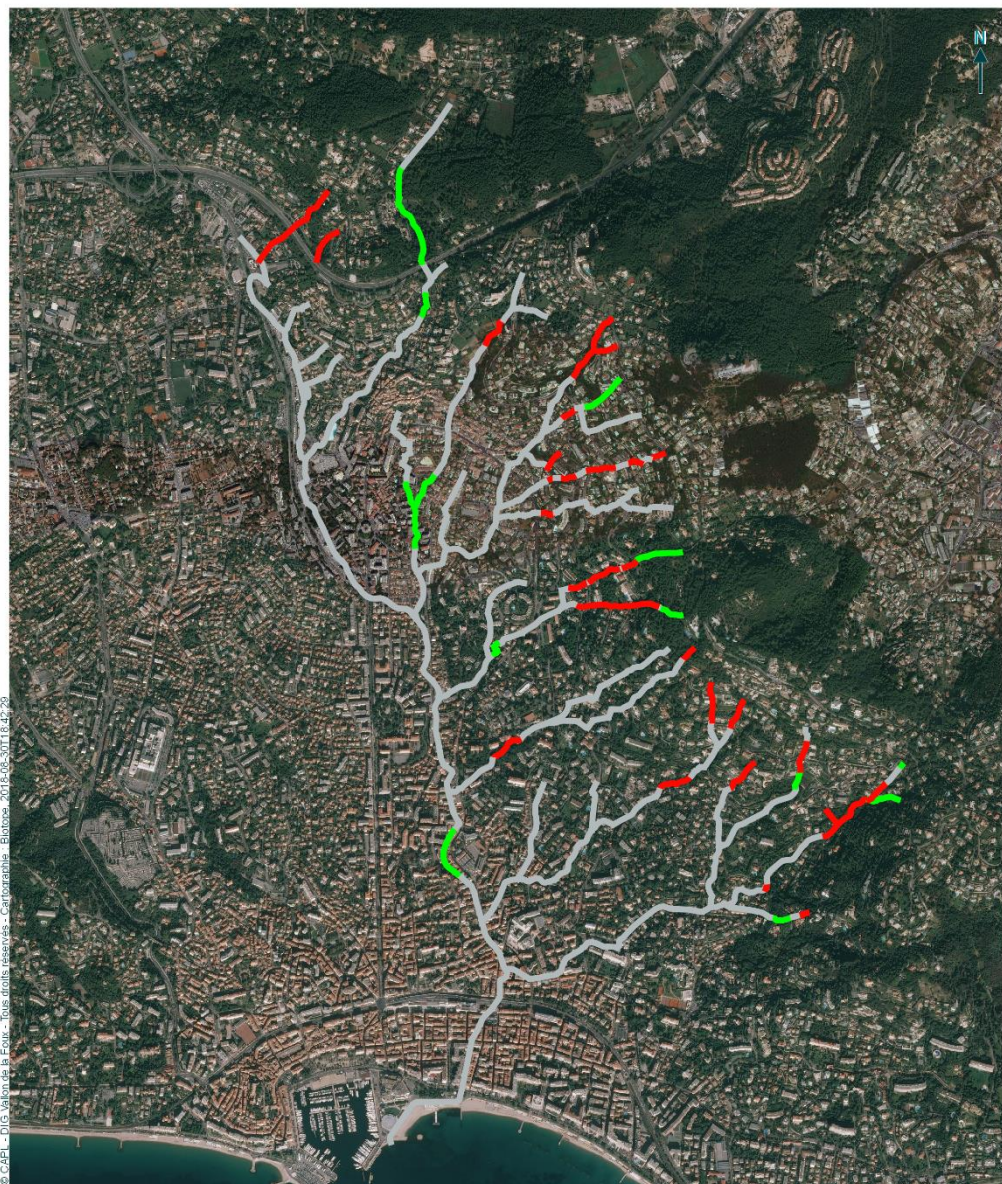 N
© CAPL - DIG Vallon de la Foux - Tous droits réservés - Cartographie : Biotope, 2018-08-30T18:42:29